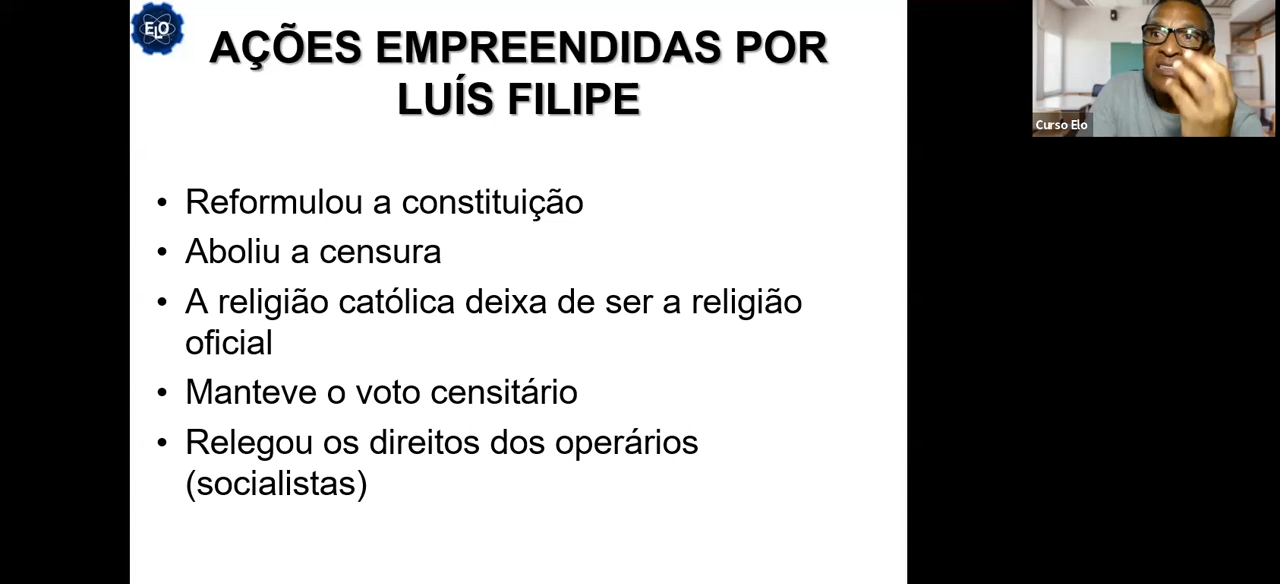 ELO
AÇÕES EMPREENDIDAS POR
LUÍS FILIPE
• Reformulou a constituição
• Aboliu a censura
• A religião católica deixa de ser a religião
oficial
• Manteve o voto censitário
• Relegou os direitos dos operários
(socialistas)
Curso Elo